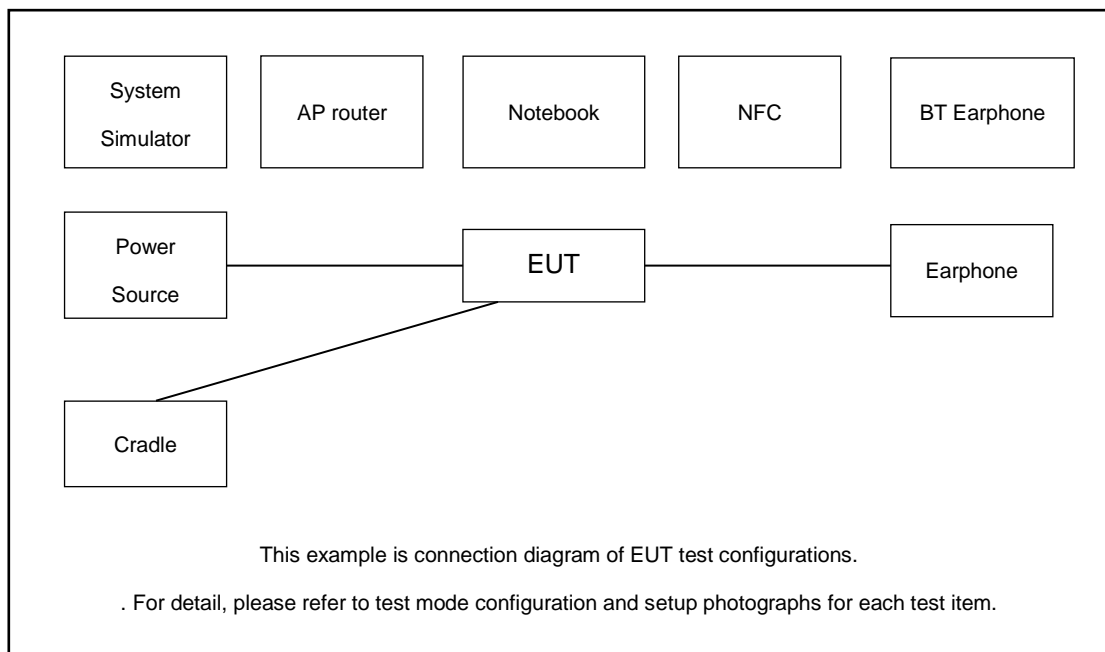 System
Simulator
AP router
Notebook
NFC
BT Earphone
Power
Source
EUT
Earphone
Cradle
This example is connection diagram of EUT test configurations.
. For detail, please refer to test mode configuration and setup photographs for each test item.